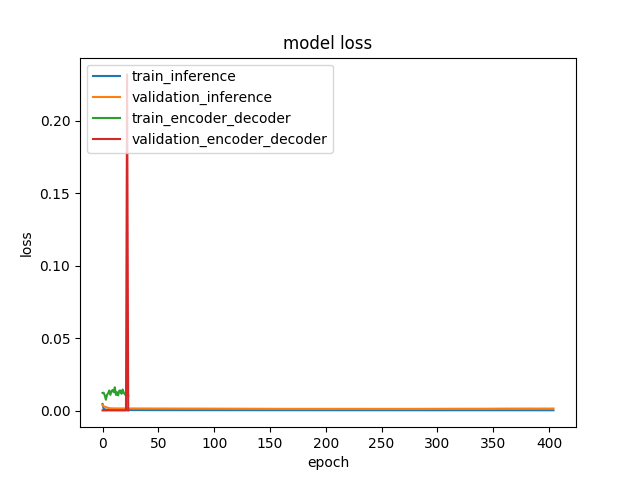 model loss
train_inference
validation_inference
train_encoder_decoder
validation_encoder_decoder
0.20
0.15
0.10
0.05
0.00
loss
0 50 100 150 200 250 300 350 400
epoch